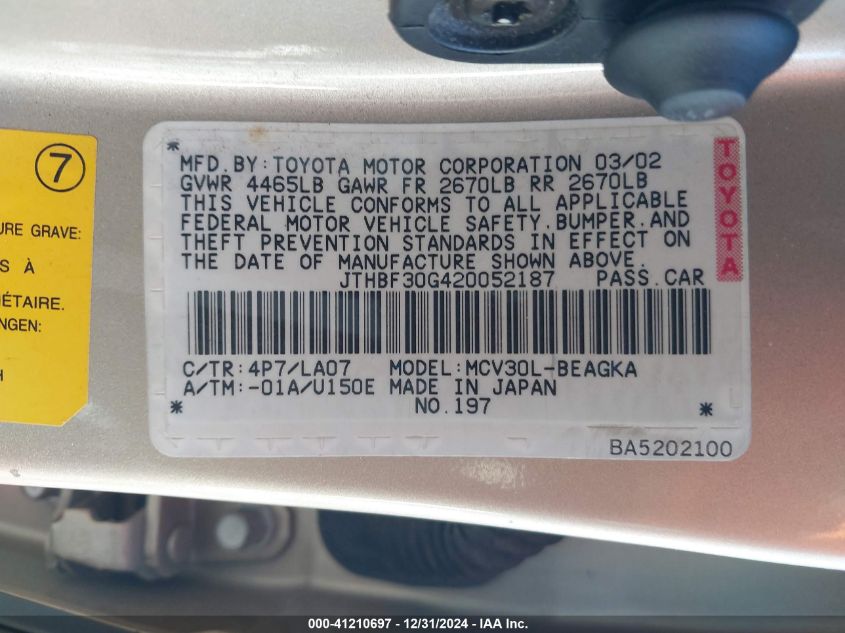 7
URE GRAVE:
S À
ÉTAIRE.
NGEN:
H
MFD. BY: TOYOTA MOTOR CORPORATION 03/02
GVWR 4465LB GAWR FR 2670LB RR 2670LB
THIS VEHICLE CONFORMS TO ALL APPLICABLE
FEDERAL MOTOR VEHICLE SAFETY, BUMPER, AND
THEFT PREVENTION STANDARDS IN EFFECT ON
THE DATE OF MANUFACTURE SHOWN ABOVE.
JTHBF30G420052187 PASS. CAR
TOYOTA
C/TR: 4P7/LA07 MODEL: MCV30L-BEAGKA
A/TM: -01A/U150E MADE IN JAPAN
* NO. 197 *
BA5202100
000-41210697 - 12/31/2024 - MCV Inc.